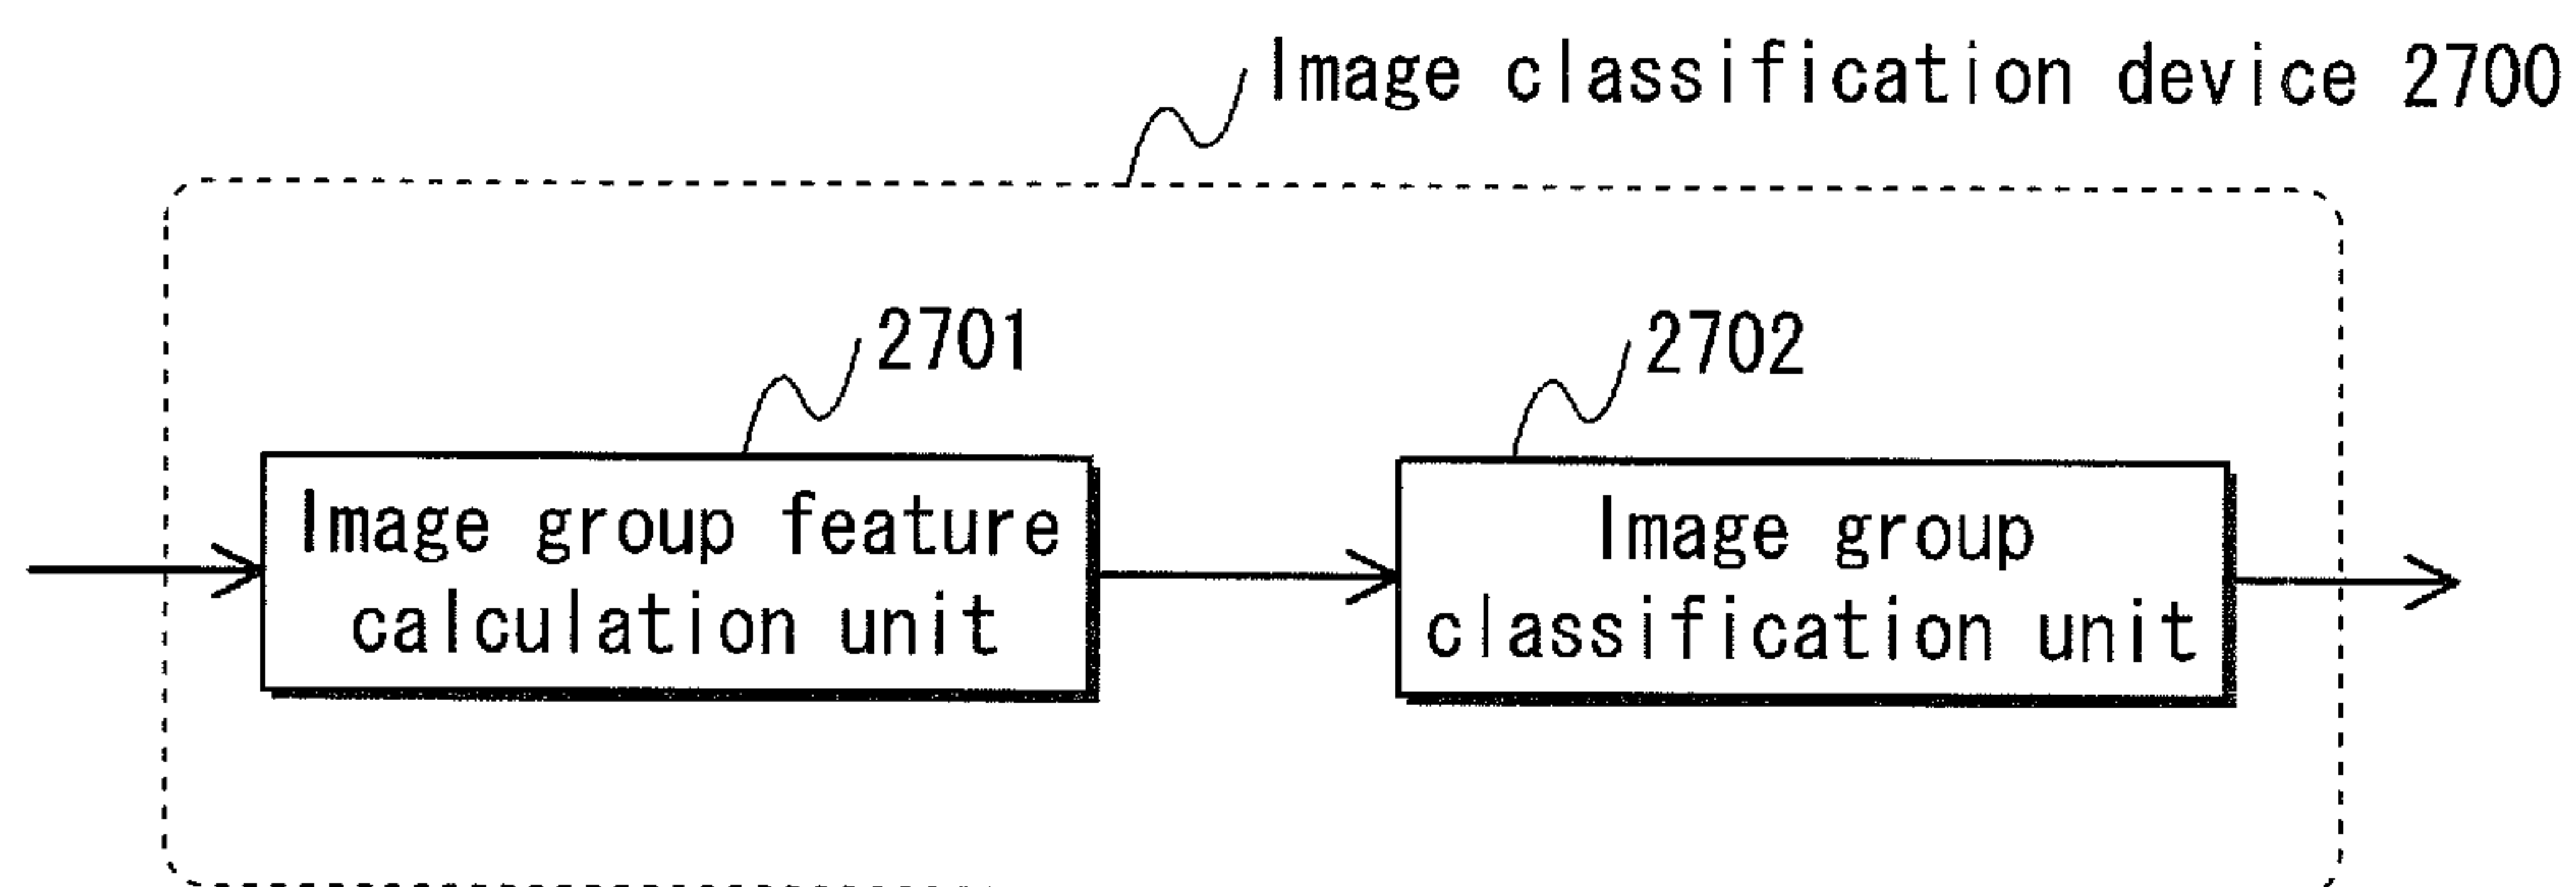 Image classification device 2700
2701
2702
Image group feature
calculation unit
Image group
classification unit